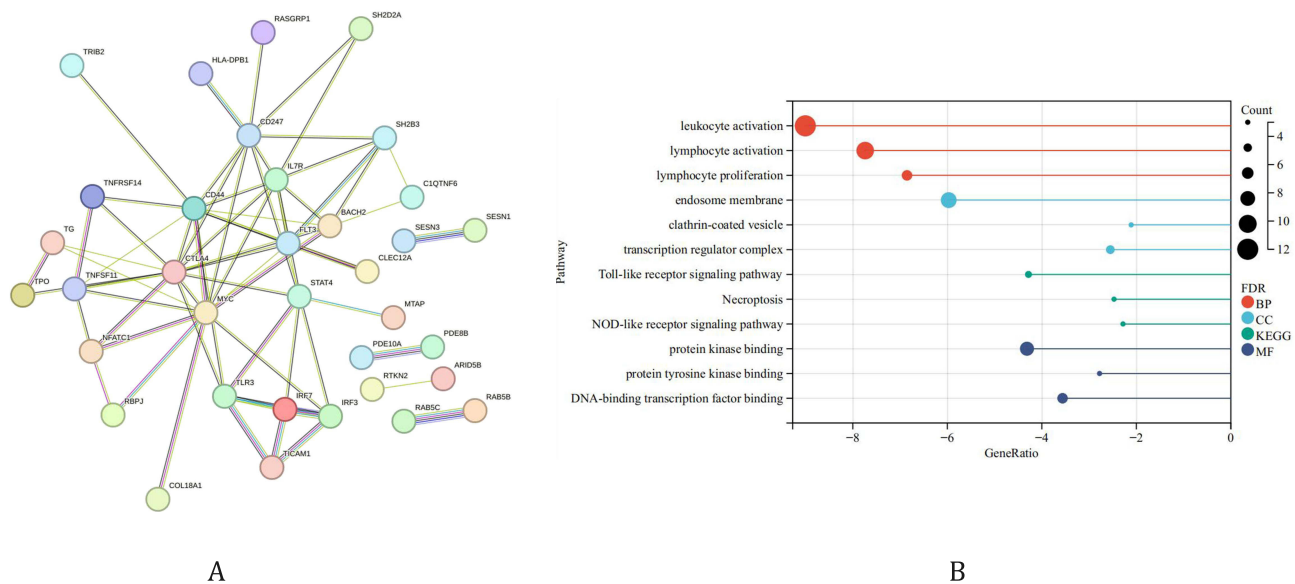 RASGRP1
SH2D2A
TRIB2
HLA-DPB1
CD247
SH2B3
IL7R
TNFRSF14
CD44
C1QTNF6
BACH2
SESN1
SESN3
TG
FLT3
CLEC12A
CTLA4
TPO
TNFSF11
STAT4
MYC
MTAP
NFATC1
PDE8B
PDE10A
ARID5B
RTKN2
TLR3
IRF7
IRF3
RBPJ
RAB5C
RAB5B
TICAM1
COL18A1
A
Pathway
leukocyte activation
lymphocyte activation
lymphocyte proliferation
endosome membrane
clathrin-coated vesicle
transcription regulator complex
Toll-like receptor signaling pathway
Necroptosis
NOD-like receptor signaling pathway
protein kinase binding
protein tyrosine kinase binding
DNA-binding transcription factor binding
−8 −6 −4 −2 0
GeneRatio
Count
4
6
8
10
12
FDR
BP
CC
KEGG
MF
B